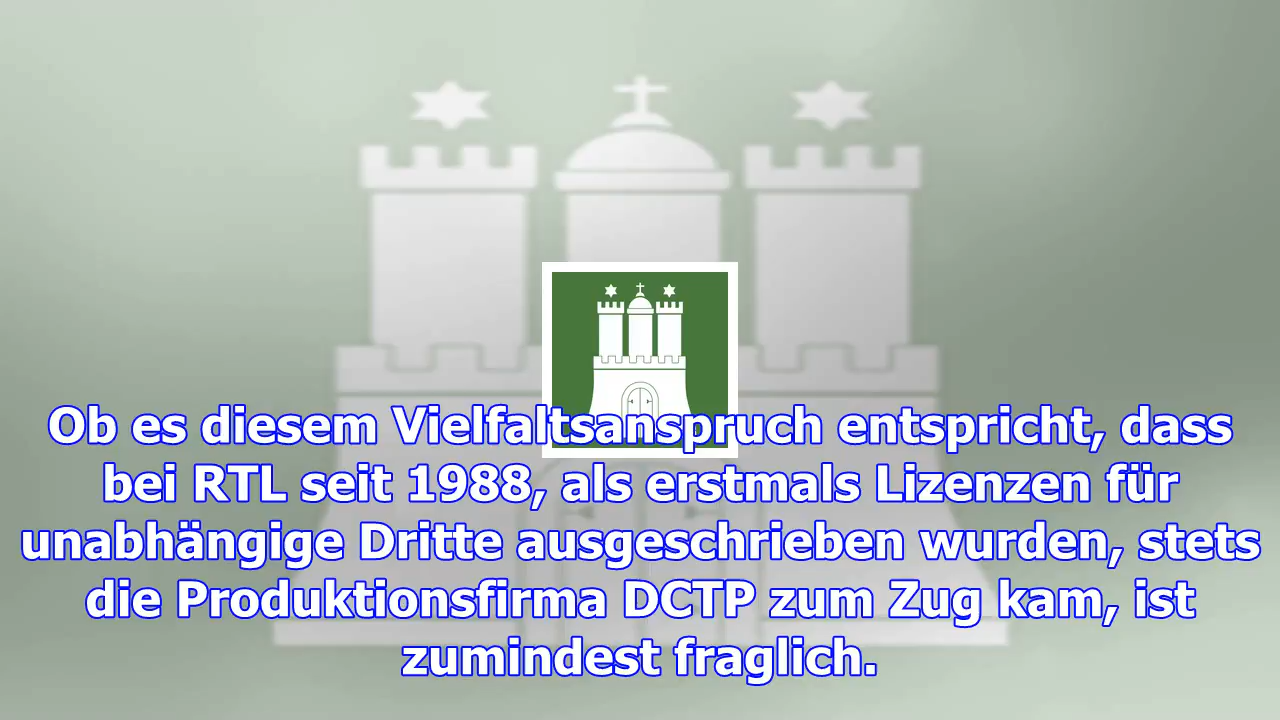 Ob es diesem Vielfaltsanspruch entspricht, dass
bei RTL seit 1988, als erstmals Lizenzen für
unabhängige Dritte ausgeschrieben wurden, stets
die Produktionsfirma DCTP zum Zug kam, ist
zumindest fraglich.